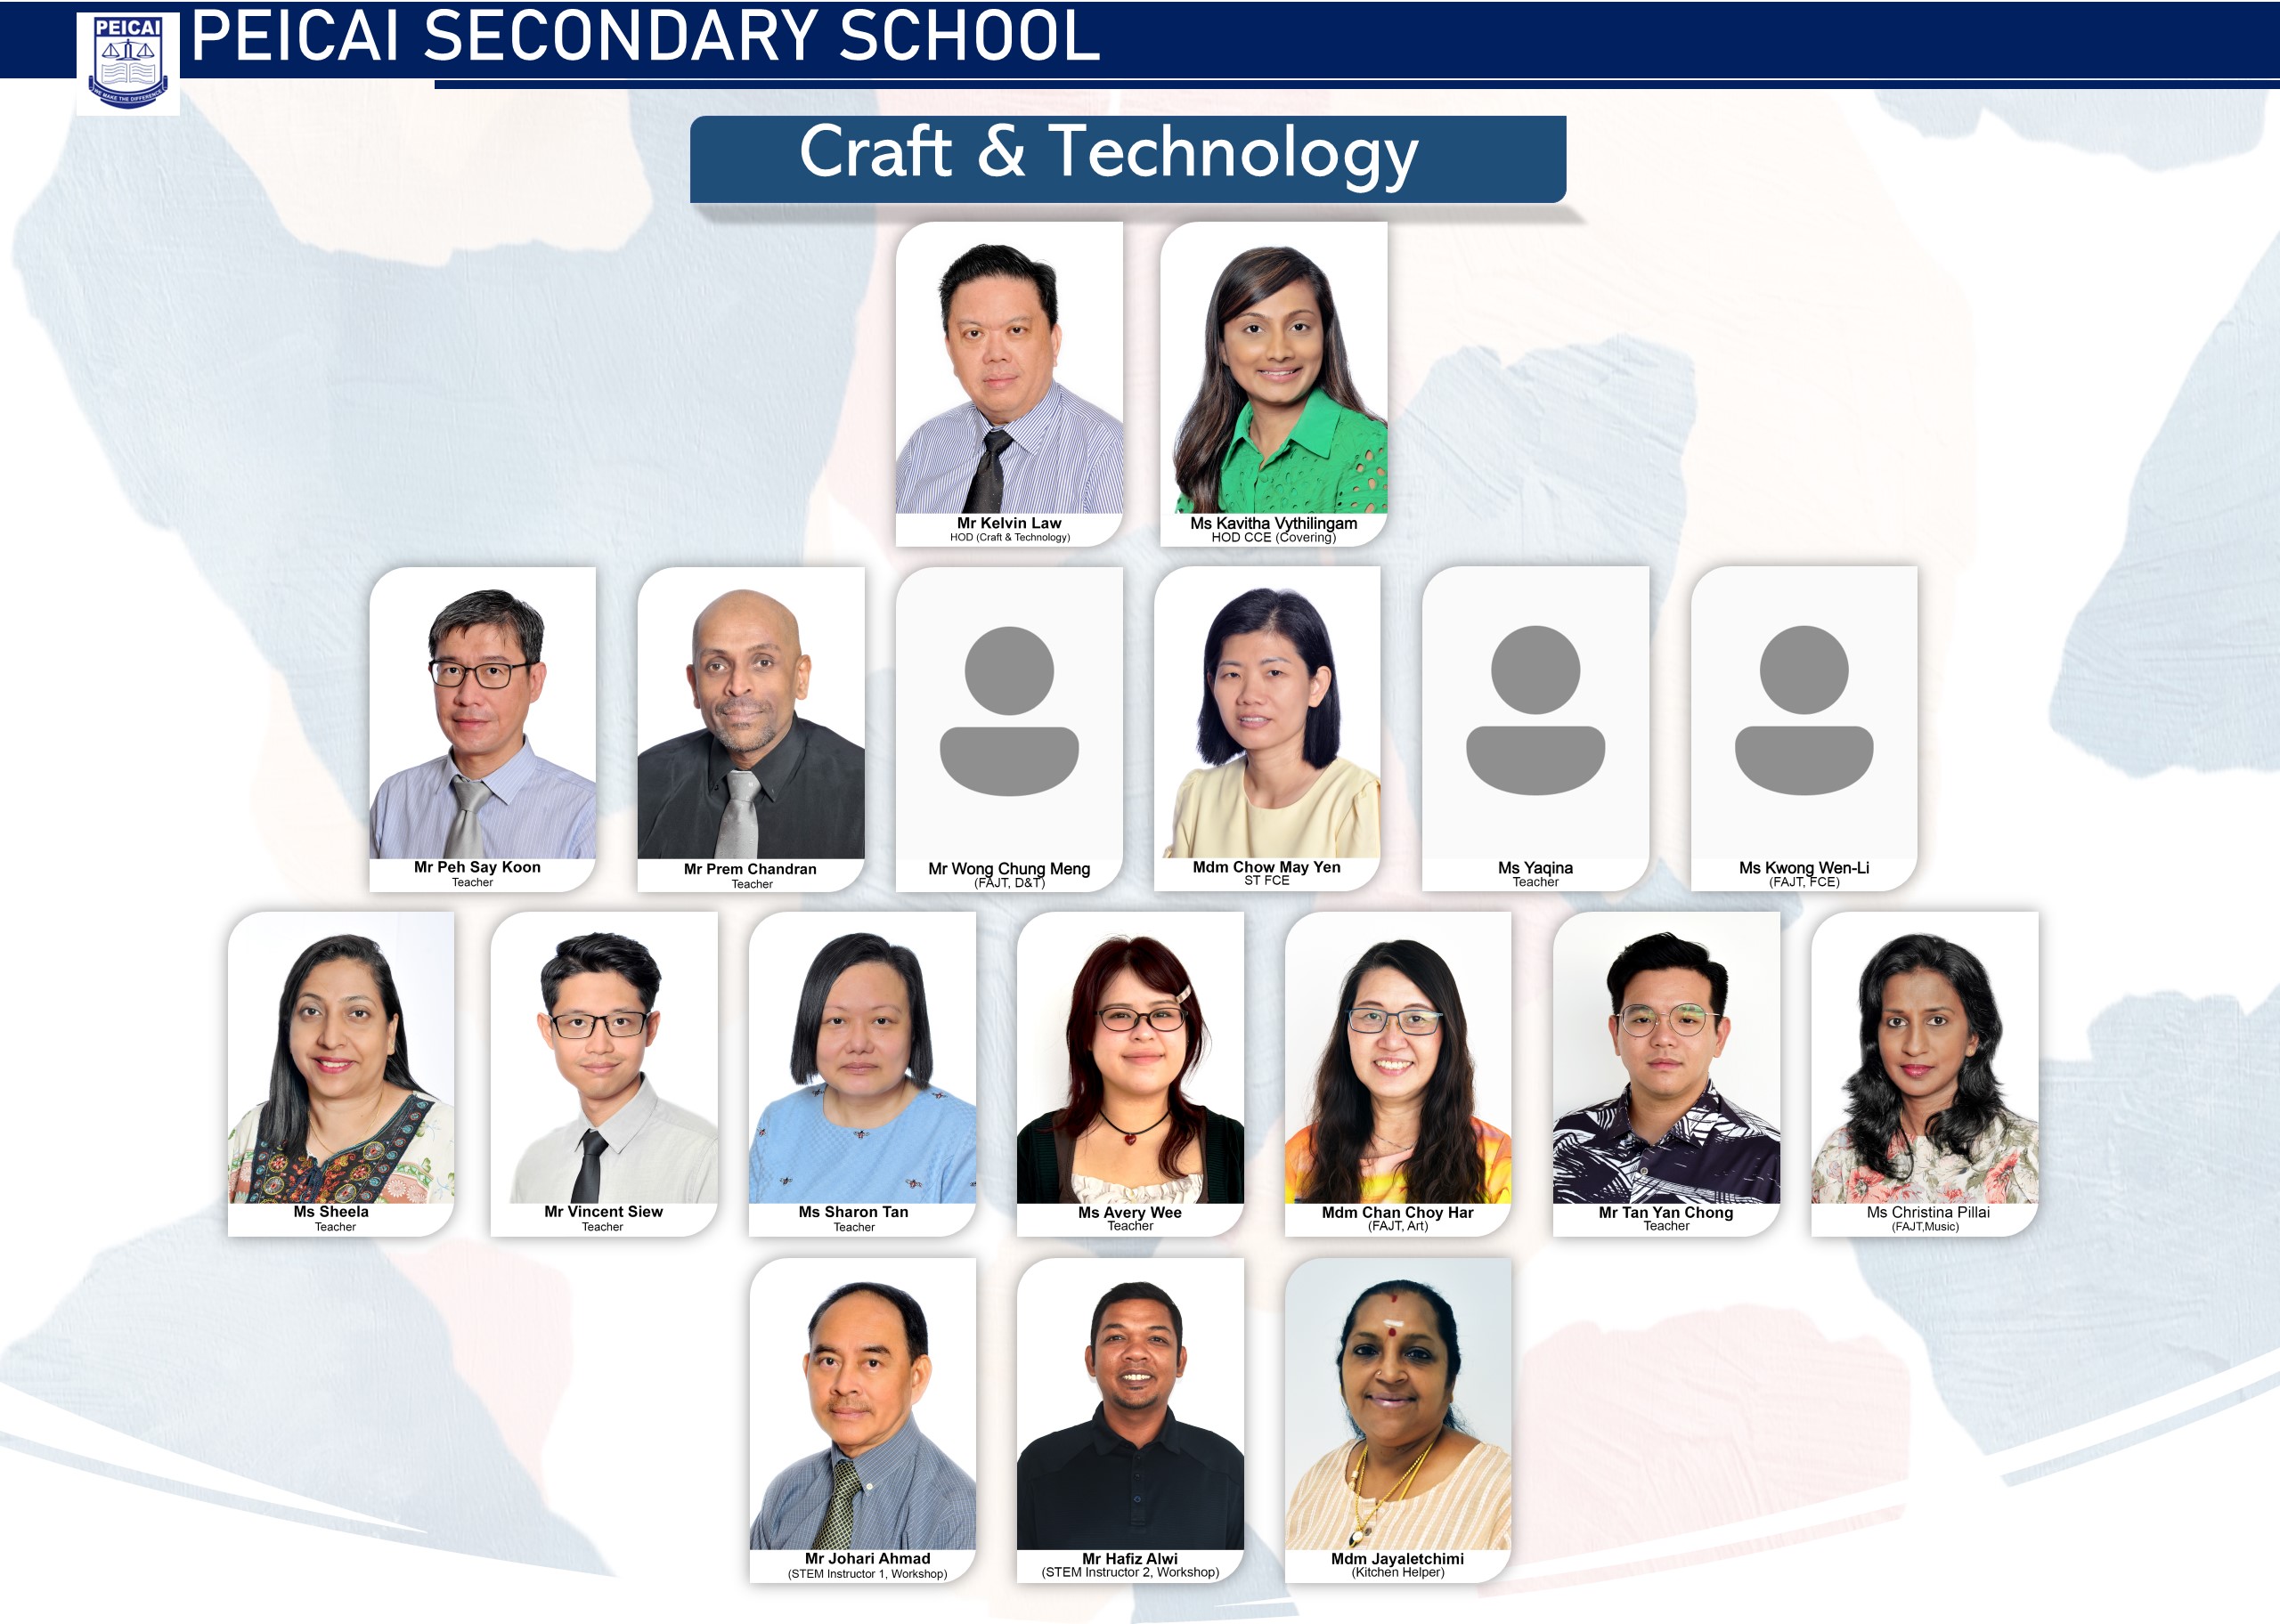 PEICAI SECONDARY SCHOOL
PEICAI
WE MAKE THE DIFFERENCE
Craft & Technology
Mr Kelvin Law
HOD (Craft & Technology)
Ms Kavitha Vythilingam
HOD CCE (Covering)
Mr Peh Say Koon
Teacher
Mr Prem Chandran
Teacher
Mr Wong Chung Meng
(FAJT, D&T)
Mdm Chow May Yen
ST FCE
Ms Yaqina
Teacher
Ms Kwong Wen-Li
(FAJT, FCE)
Ms Sheela
Teacher
Mr Vincent Siew
Teacher
Ms Sharon Tan
Teacher
Ms Avery Wee
Teacher
Mdm Chan Choy Har
(FAJT, Art)
Mr Tan Yan Chong
Teacher
Ms Christina Pillai
(FAJT,Music)
Mr Johari Ahmad
(STEM Instructor 1, Workshop)
Mr Hafiz Alwi
(STEM Instructor 2, Workshop)
Mdm Jayaletchimi
(Kitchen Helper)